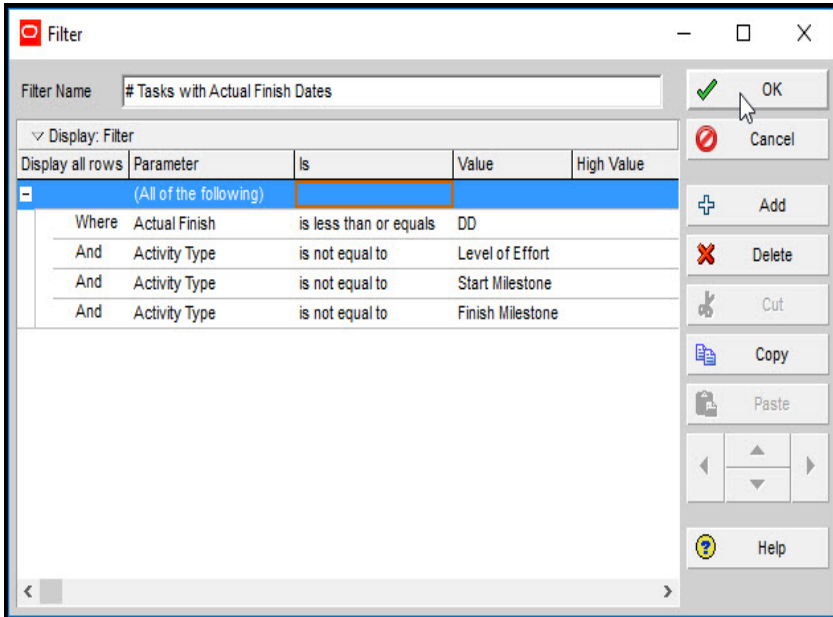 Filter
Filter Name # Tasks with Actual Finish Dates
OK
Display: Filter
Cancel
Display all rows Parameter Is Value High Value
(All of the following)
Add
Where Actual Finish is less than or equals DD
And Activity Type is not equal to Level of Effort
Delete
And Activity Type is not equal to Start Milestone
And Activity Type is not equal to Finish Milestone
Cut
Copy
Paste
Help